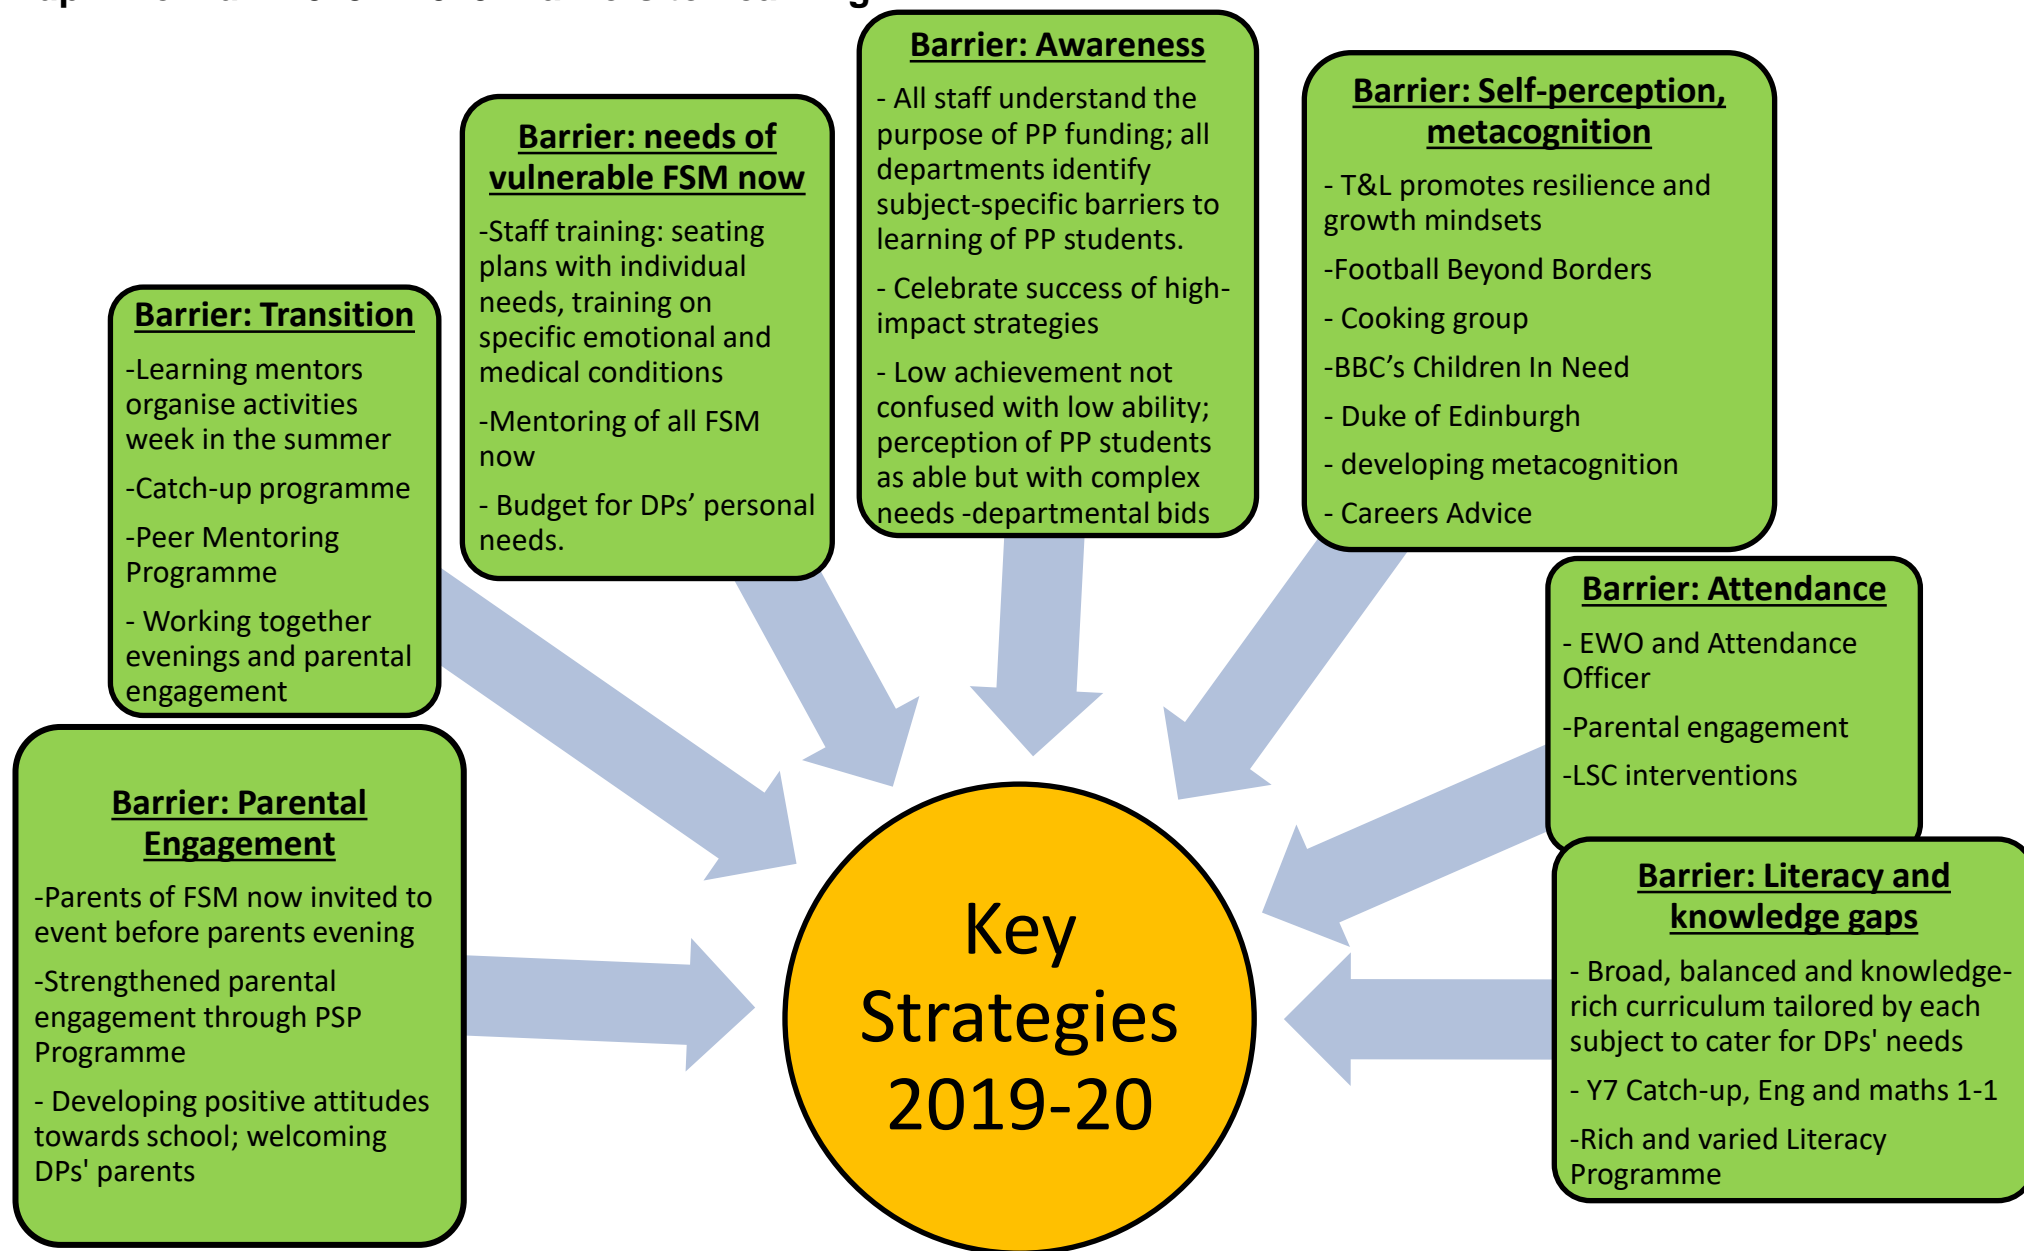 Barrier: Awareness
- All staff understand the
purpose of PP funding; all
departments identify
subject-specific barriers to
learning of PP students.
- Celebrate success of high-
impact strategies
- Low achievement not
confused with low ability;
perception of PP students
as able but with complex
needs -departmental bids
Barrier: Self-perception,
metacognition
- T&L promotes resilience and
growth mindsets
-Football Beyond Borders
- Cooking group
-BBC’s Children In Need
- Duke of Edinburgh
- developing metacognition
- Careers Advice
Barrier: needs of
vulnerable FSM now
-Staff training: seating
plans with individual
needs, training on
specific emotional and
medical conditions
-Mentoring of all FSM
now
- Budget for DPs’ personal
needs.
Barrier: Transition
-Learning mentors
organise activities
week in the summer
-Catch-up programme
-Peer Mentoring
Programme
- Working together
evenings and parental
engagement
Barrier: Attendance
- EWO and Attendance
Officer
-Parental engagement
-LSC interventions
Barrier: Parental
Engagement
-Parents of FSM now invited to
event before parents evening
-Strengthened parental
engagement through PSP
Programme
- Developing positive attitudes
towards school; welcoming
DPs' parents
Barrier: Literacy and
knowledge gaps
- Broad, balanced and knowledge-
rich curriculum tailored by each
subject to cater for DPs' needs
- Y7 Catch-up, Eng and maths 1-1
-Rich and varied Literacy
Programme
Key
Strategies
2019-20